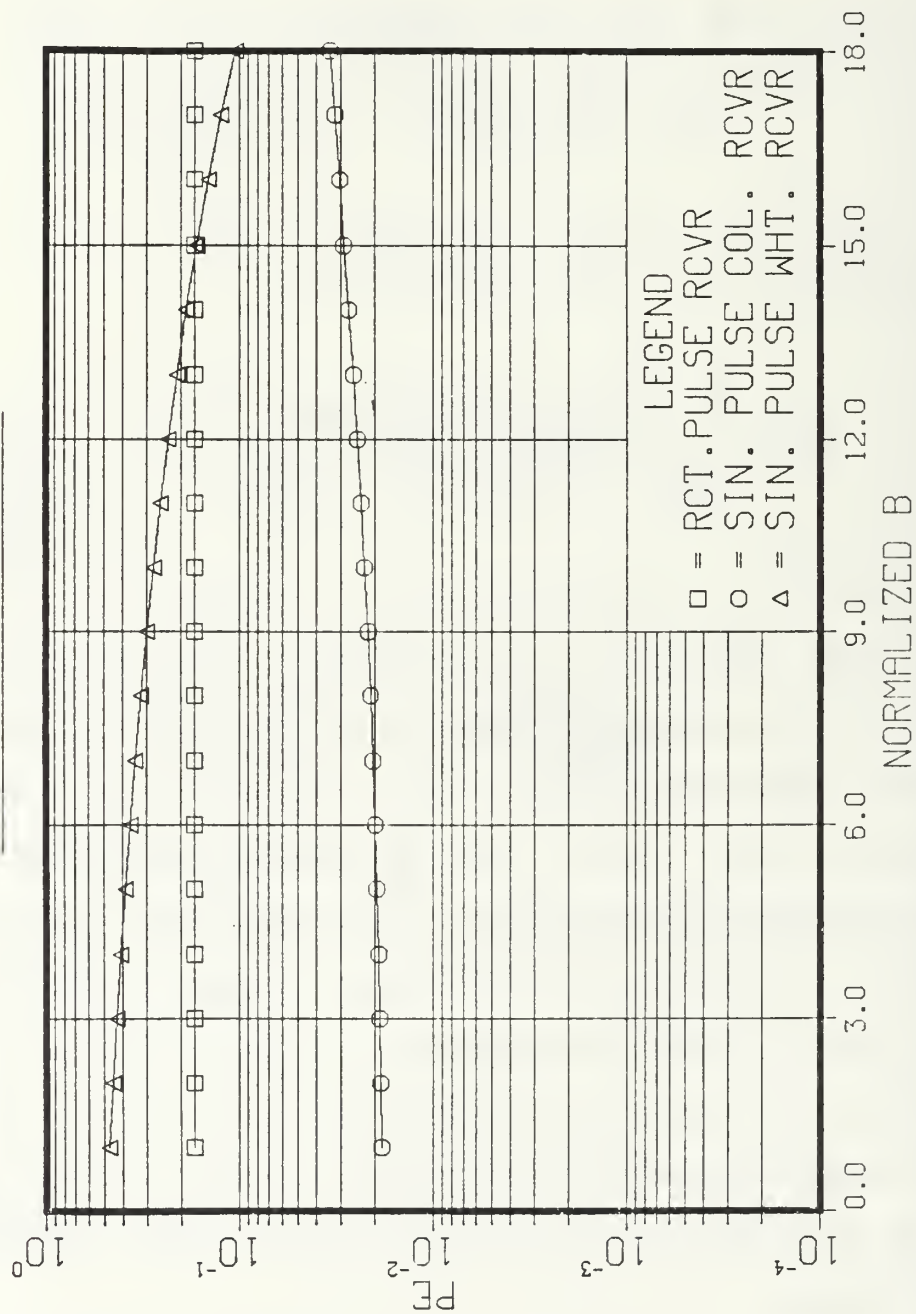 PE
10⁰
10⁻¹
10⁻²
10⁻³
10⁻⁴
0.0
3.0
6.0
9.0
12.0
15.0
18.0
NORMALIZED B
LEGEND
□ = RCT.PULSE RCVR
○ = SIN. PULSE COL. RCVR
△ = SIN. PULSE WHT. RCVR